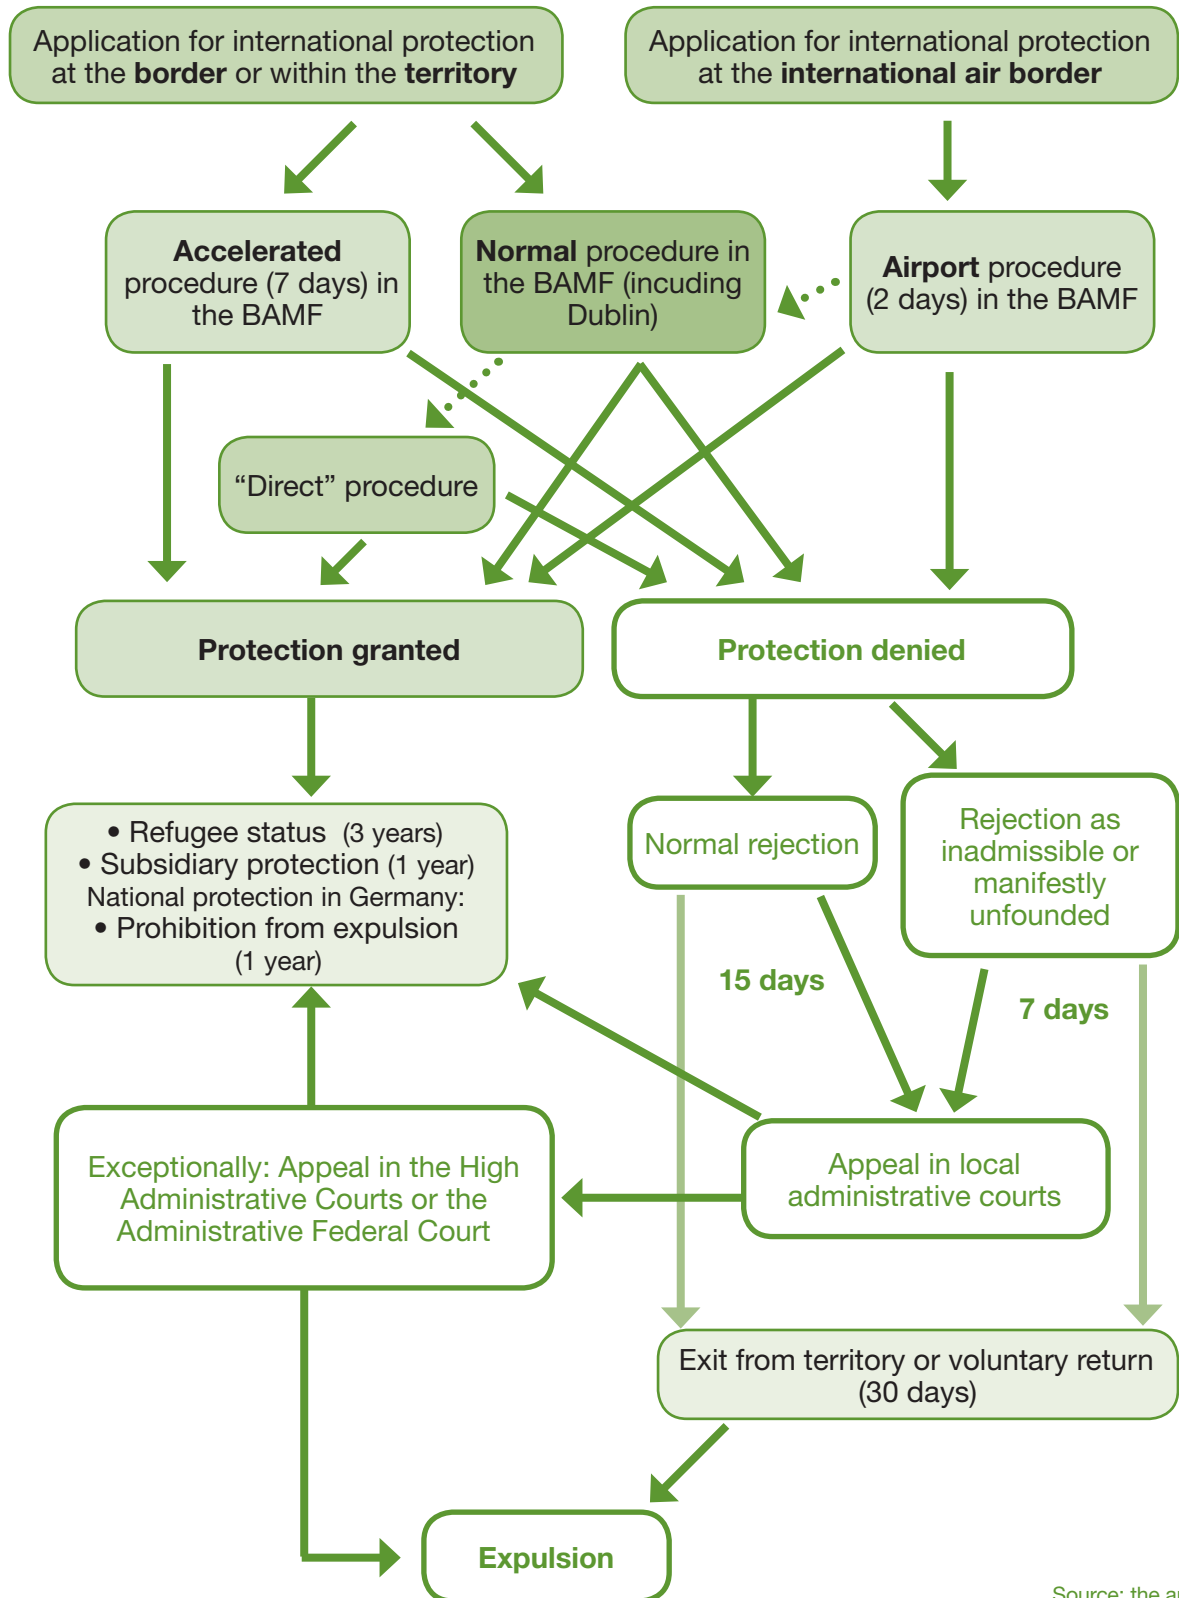 Application for international protection
at the border or within the territory
Application for international protection
at the international air border
Accelerated
procedure (7 days) in
the BAMF
Normal procedure in
the BAMF (incuding
Dublin)
Airport procedure
(2 days) in the BAMF
“Direct” procedure
Protection granted
Protection denied
• Refugee status (3 years)
• Subsidiary protection (1 year)
National protection in Germany:
• Prohibition from expulsion
(1 year)
Normal rejection
Rejection as
inadmissible or
manifestly
unfounded
15 days
7 days
Exceptionally: Appeal in the High
Administrative Courts or the
Administrative Federal Court
Appeal in local
administrative courts
Exit from territory or voluntary return
(30 days)
Expulsion
Source: the